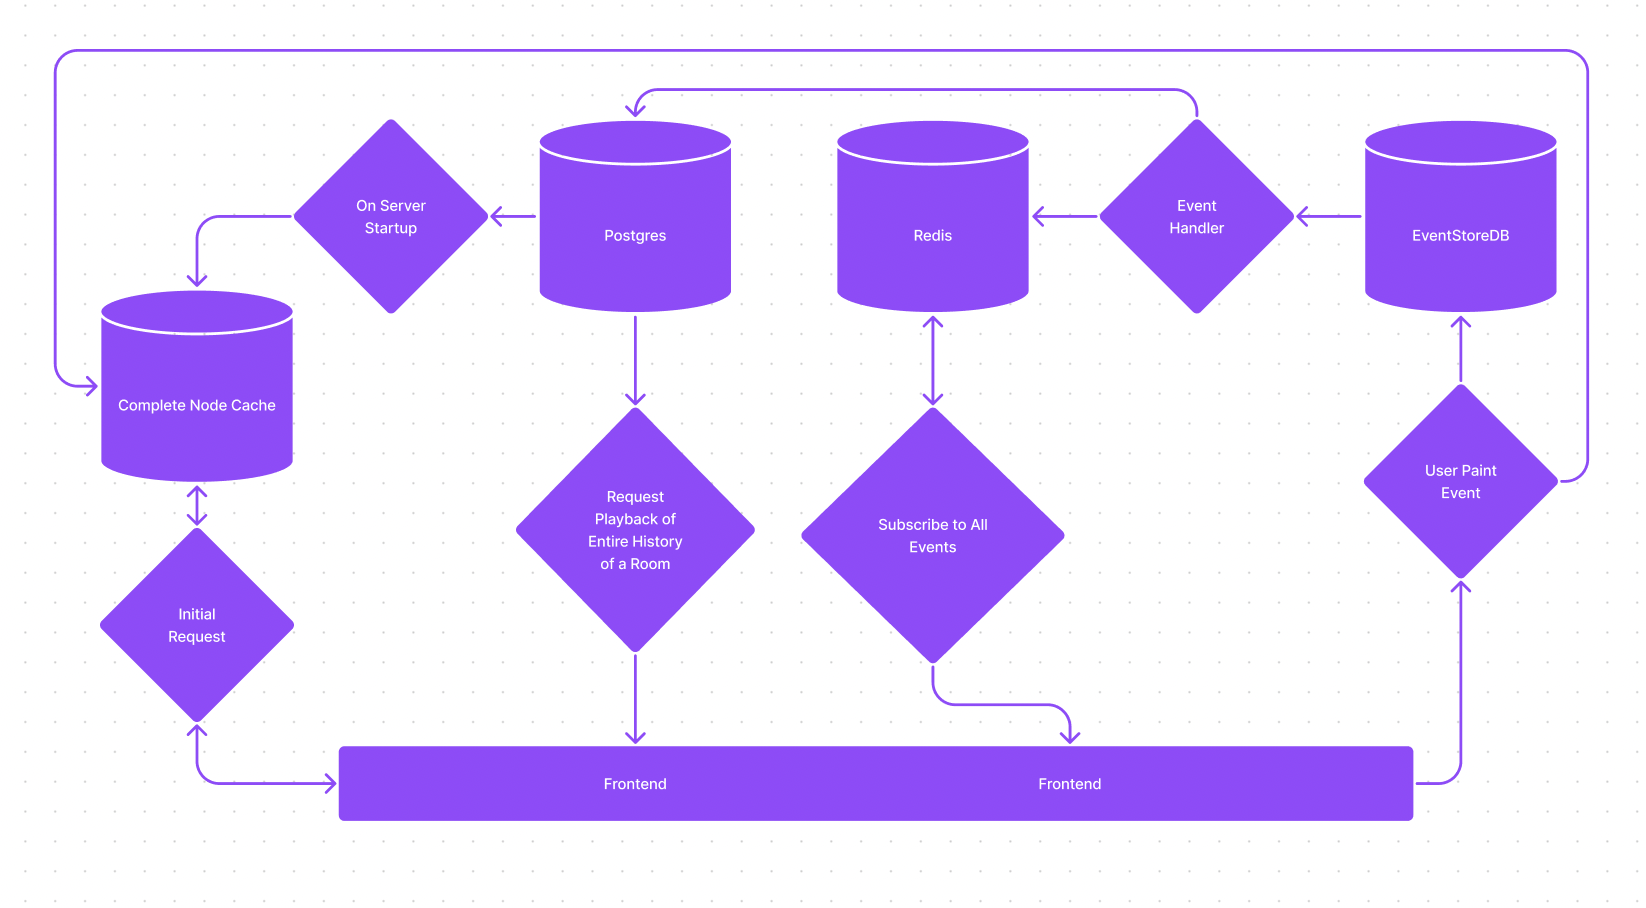 On Server
Startup
Postgres
Redis
Event
Handler
EventStoreDB
Complete Node Cache
User Paint
Event
Request
Playback of
Entire History
of a Room
Subscribe to All
Events
Initial
Request
Frontend
Frontend